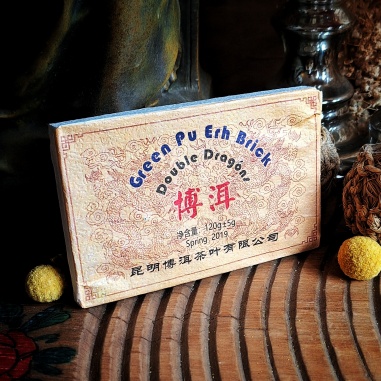 Green Pu Erh Brick
Double Dragons
博洱
净含量: 120g±5g
Spring, 2019
昆明博洱茶叶有限公司